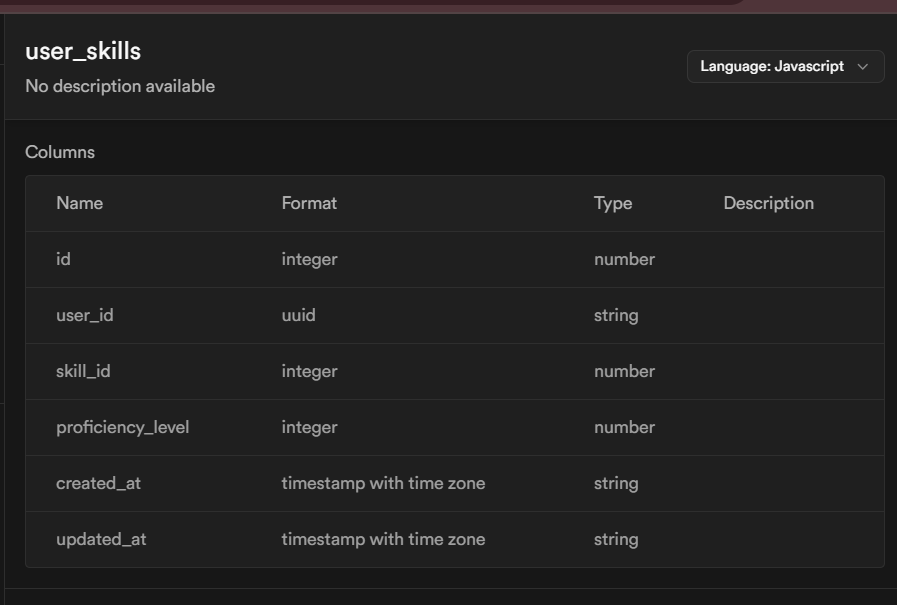 user_skills
No description available
Language: Javascript
Columns
Name Format Type Description
id integer number
user_id uuid string
skill_id integer number
proficiency_level integer number
created_at timestamp with time zone string
updated_at timestamp with time zone string